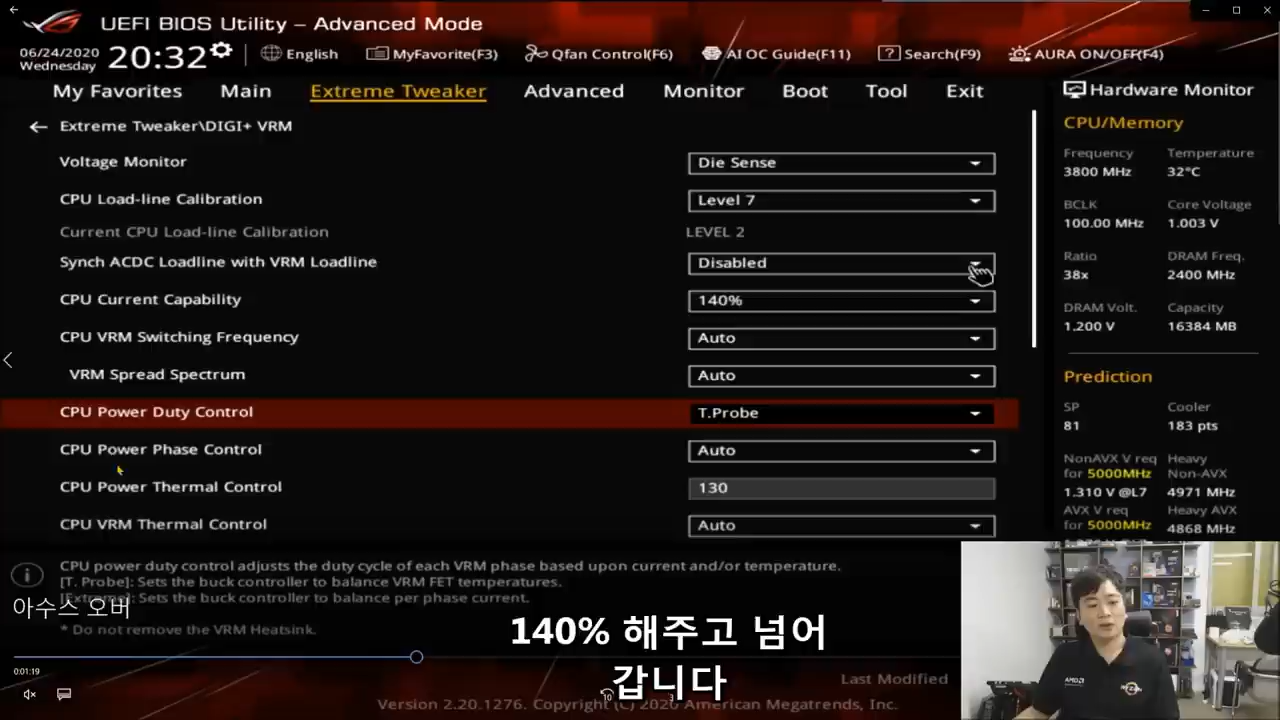 UEFI BIOS Utility – Advanced Mode
06/24/2020
Wednesday
20:32
English
MyFavorite(F3)
Qfan Control(F6)
AI OC Guide(F11)
Search(F9)
AURA ON/OFF(F4)
My Favorites
Main
Extreme Tweaker
Advanced
Monitor
Boot
Tool
Exit
Extreme Tweaker\DIGI+ VRM
Voltage Monitor
Die Sense
CPU Load-line Calibration
Level 7
Current CPU Load-line Calibration
LEVEL 2
Synch ACDC Loadline with VRM Loadline
Disabled
CPU Current Capability
140%
CPU VRM Switching Frequency
Auto
VRM Spread Spectrum
Auto
CPU Power Duty Control
T.Probe
CPU Power Phase Control
Auto
CPU Power Thermal Control
130
CPU VRM Thermal Control
Auto
CPU power duty control adjusts the duty cycle of each VRM phase based upon current and/or temperature.
[T. Probe]: Sets the buck controller to balance VRM FET temperatures.
[Extreme]: Sets the buck controller to balance per phase current.
* Do not remove the VRM Heatsink.
Hardware Monitor
CPU/Memory
Frequency Temperature
3800 MHz 32°C
BCLK Core Voltage
100.00 MHz 1.003 V
Ratio DRAM Freq.
38x 2400 MHz
DRAM Volt. Capacity
1.200 V 16384 MB
Prediction
SP Cooler
81 183 pts
NonAVX V req Heavy
for 5000MHz Non-AVX
1.310 V @L7 4971 MHz
AVX V req Heavy AVX
for 5000MHz 4868 MHz
아수스 오버
140% 해주고 넘어
갑니다
0:01:19
10
Last Modified
Version 2.20.1276. Copyright (C) 2020 American Megatrends, Inc.
AMD
RYZEN